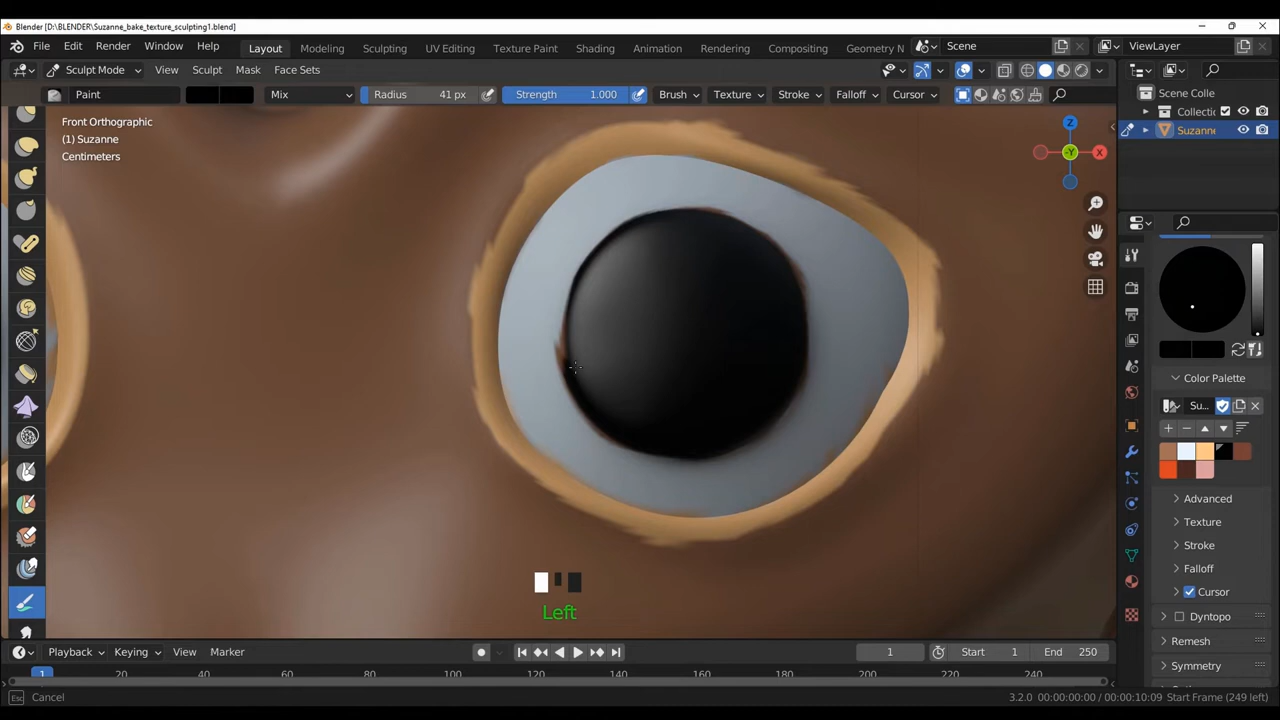 Blender [D:\BLENDER\Suzanne_bake_texture_sculpting1.blend]
File Edit Render Window Help Layout Modeling Sculpting UV Editing Texture Paint Shading Animation Rendering Compositing Geometry N Scene ViewLayer
Sculpt Mode View Sculpt Mask Face Sets
Paint Mix Radius 41 px Strength 1.000 Brush Texture Stroke Falloff Cursor
Scene Colle
Collectic
Suzanne
Front Orthographic
(1) Suzanne
Centimeters
Z
-Y X
Color Palette
Su...
Advanced
Texture
Stroke
Falloff
Cursor
Dyntopo
Remesh
Symmetry
Left
Playback Keying View Marker 1 Start 1 End 250
1 20 40 60 80 100 120 140 160 180 200 220 240
Esc Cancel 3.2.0 00:00:00:00 / 00:00:10:09 Start Frame (249 left)